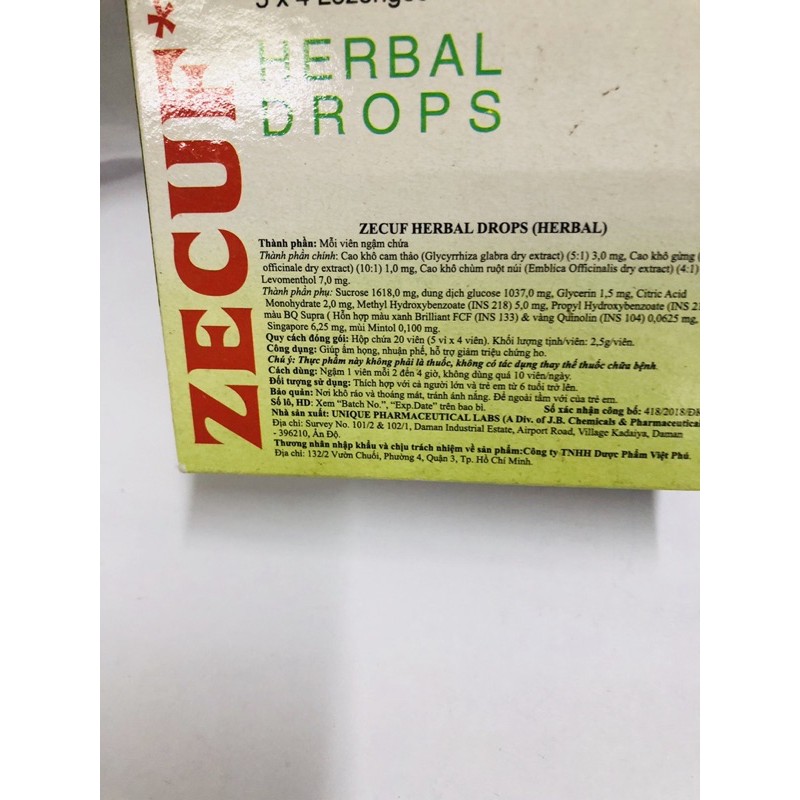 5 x 4 Lozenges
ZECUF*
HERBAL
DROPS
ZECUF HERBAL DROPS (HERBAL)
Thành phần: Mỗi viên ngậm chứa
Thành phần chính: Cao khô cam thảo (Glycyrrhiza glabra dry extract) (5:1) 3,0 mg, Cao khô gừng (
officinale dry extract) (10:1) 1,0 mg, Cao khô chùm ruột núi (Emblica Officinalis dry extract) (4:1)
Levomenthol 7,0 mg.
Thành phần phụ: Sucrose 1618,0 mg, dung dịch glucose 1037,0 mg, Glycerin 1,5 mg, Citric Acid
Monohydrate 2,0 mg, Methyl Hydroxybenzoate (INS 218) 5,0 mg, Propyl Hydroxybenzoate (INS 2
màu BQ Supra ( Hỗn hợp màu xanh Brilliant FCF (INS 133) & vàng Quinolin (INS 104) 0,0625 mg,
Singapore 6,25 mg, mùi Mintol 0,100 mg.
Quy cách đóng gói: Hộp chứa 20 viên (5 vỉ x 4 viên). Khối lượng tịnh/viên: 2,5g/viên.
Công dụng: Giúp ấm họng, nhuận phế, hỗ trợ giảm triệu chứng ho.
Chú ý: Thực phẩm này không phải là thuốc, không có tác dụng thay thế thuốc chữa bệnh.
Cách dùng: Ngậm 1 viên mỗi 2 đến 4 giờ, không dùng quá 10 viên/ngày.
Đối tượng sử dụng: Thích hợp với cả người lớn và trẻ em từ 6 tuổi trở lên.
Bảo quản: Nơi khô ráo và thoáng mát, tránh ánh nắng. Để ngoài tầm với của trẻ em.
Số lô, HD: Xem "Batch No.", "Exp.Date" trên bao bì. Số xác nhận công bố: 418/2018/Đ
Nhà sản xuất: UNIQUE PHARMACEUTICAL LABS (A Div. of J.B. Chemicals & Pharmaceutical
Địa chỉ: Survey No. 101/2 & 102/1, Daman Industrial Estate, Airport Road, Village Kadaiya, Daman
- 396210, Ấn Độ.
Thương nhân nhập khẩu và chịu trách nhiệm về sản phẩm:Công ty TNHH Dược Phẩm Việt Phú.
Địa chỉ: 132/2 Vườn Chuối, Phường 4, Quận 3, Tp. Hồ Chí Minh.